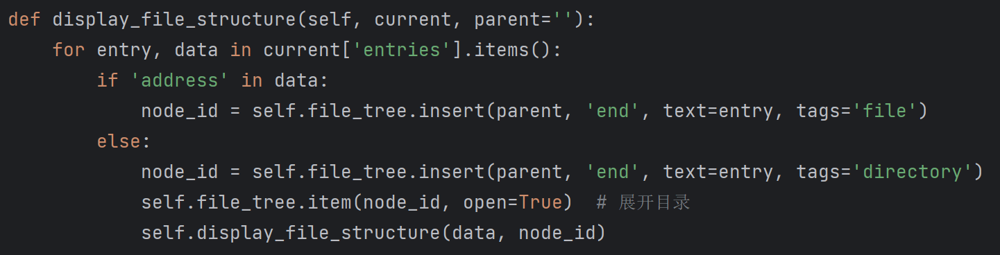 def display_file_structure(self, current, parent=''):
    for entry, data in current['entries'].items():
        if 'address' in data:
            node_id = self.file_tree.insert(parent, 'end', text=entry, tags='file')
        else:
            node_id = self.file_tree.insert(parent, 'end', text=entry, tags='directory')
            self.file_tree.item(node_id, open=True)  # 展开目录
            self.display_file_structure(data, node_id)